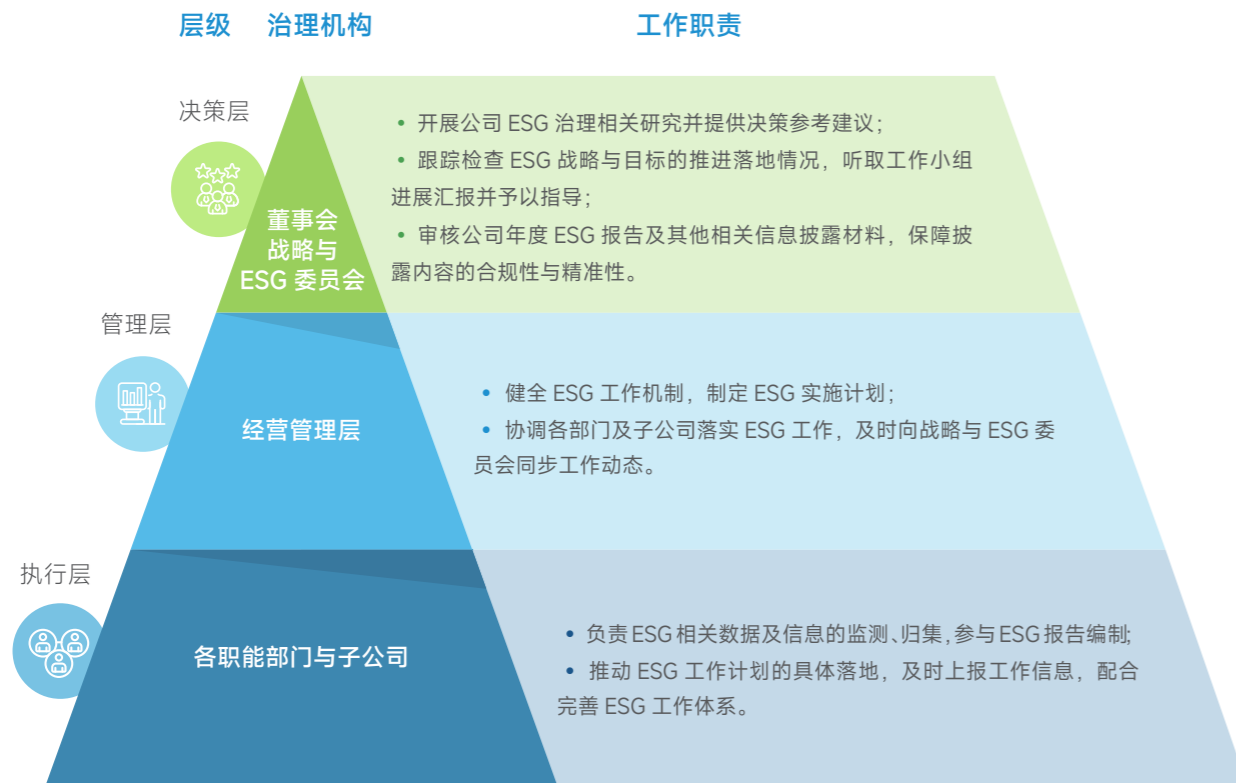 层级 治理机构 工作职责
决策层
董事会
战略与
ESG 委员会
• 开展公司 ESG 治理相关研究并提供决策参考建议；
• 跟踪检查 ESG 战略与目标的推进落地情况，听取工作小组
进展汇报并予以指导；
• 审核公司年度 ESG 报告及其他相关信息披露材料，保障披
露内容的合规性与精准性。
管理层
经营管理层
• 健全 ESG 工作机制，制定 ESG 实施计划；
• 协调各部门及子公司落实 ESG 工作，及时向战略与 ESG 委
员会同步工作动态。
执行层
各职能部门与子公司
• 负责ESG相关数据及信息的监测、归集，参与ESG报告编制;
• 推动 ESG 工作计划的具体落地，及时上报工作信息，配合
完善 ESG 工作体系。